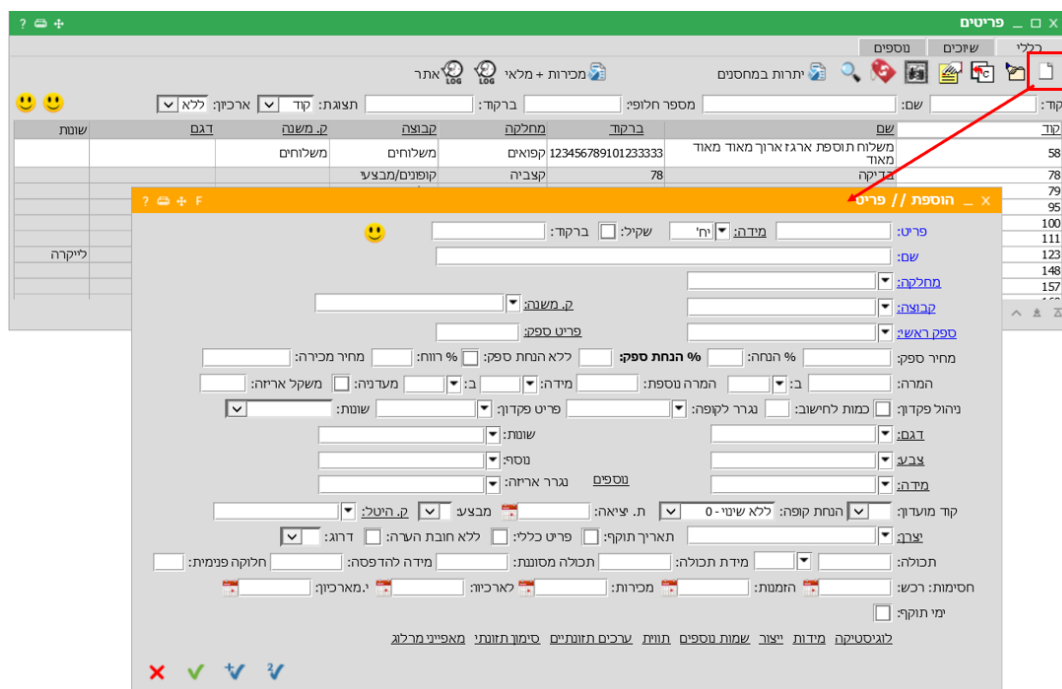 פריטים
כללי שיוכים נוספים
יתרות במחסנים מכירות + מלאי LOG אתר LOG
קוד: שם: מספר חלופי: ברקוד: תצוגת: קוד ארכיון: ללא
קוד שם ברקוד מחלקה קבוצה ק. משנה דגם שונות
58 משלוח תוספת ארגז ארוך מאוד מאוד מאוד 123456789101233333 קפואים משלוחים משלוחים
78 בדיקה 78 קצביה קופונים/מבצעי
79
95
100
111
123 לייקרה
148
157
הוספת // פריט
F
פריט: מידה: יח' שקיל: ברקוד:
שם:
מחלקה:
קבוצה: ק. משנה:
ספק ראשי: פריט ספק:
מחיר ספק: % הנחה: % הנחת ספק: ללא הנחת ספק: % רווח: מחיר מכירה:
המרה: ב: המרה נוספת: מידה: ב: מעדניה: משקל אריזה:
ניהול פקדון: כמות לחישוב: נגרר לקופה: פריט פקדון: שונות:
דגם: שונות:
צבע: נוסף:
מידה: נוספים נגרר אריזה:
קוד מועדון: הנחת קופה: ללא שינוי - 0 ת. יציאה: מבצע: ק. היטל:
יצרן: תאריך תוקף: פריט כללי: ללא חובת הערה: דרוג:
תכולה: מידת תכולה: תכולה מסוננת: מידה להדפסה: חלוקה פנימית:
חסימות: רכש: הזמנות: מכירות: לארכיון: י.מארכיון:
ימי תוקף:
לוגיסטיקה מידות ייצור שמות נוספים תווית ערכים תזונתיים סימון תזונתי מאפייני מרלוג